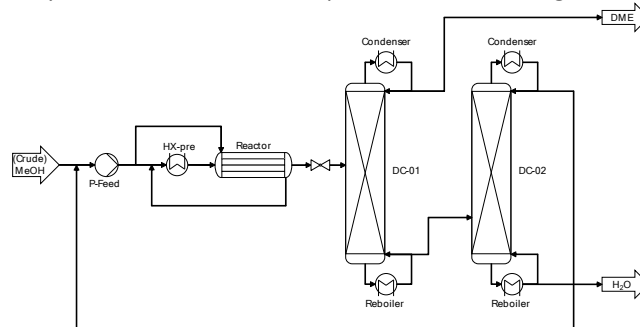 DME
Condenser
Condenser
(Crude)
MeOH
P-Feed
HX-pre
Reactor
DC-01
DC-02
Reboiler
Reboiler
H₂O